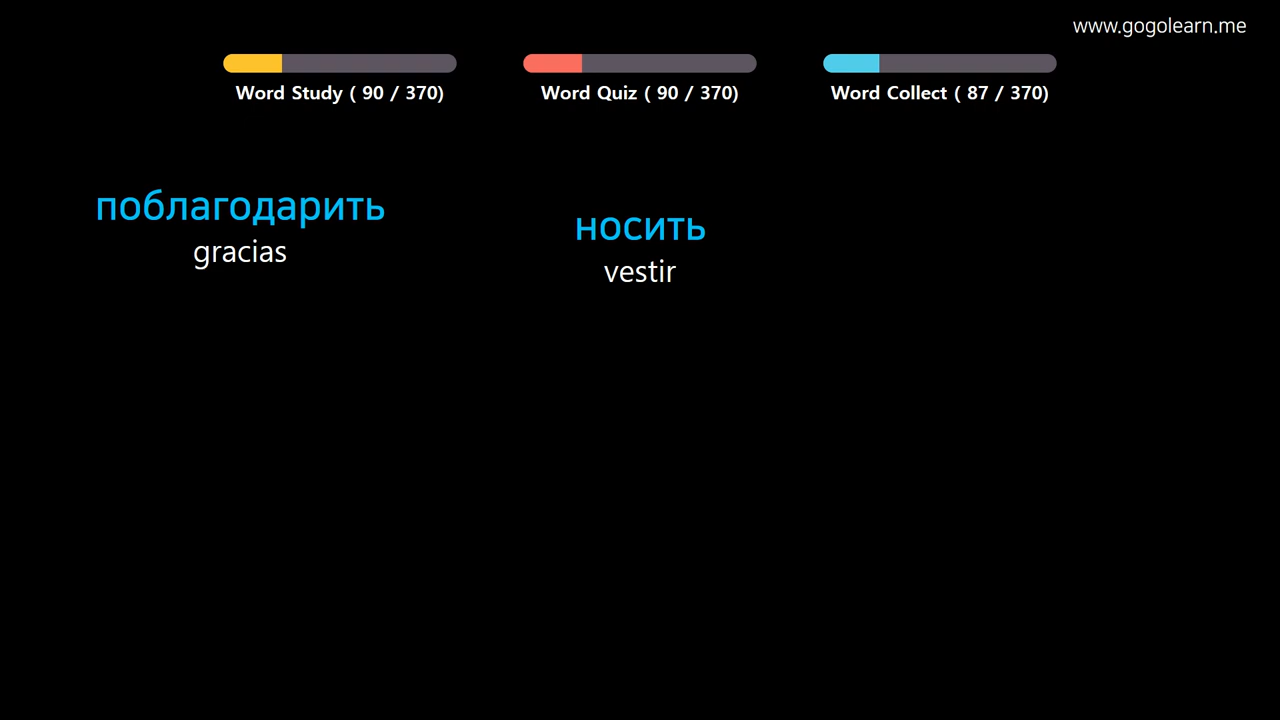 www.gogolearn.me
Word Study ( 90 / 370)
Word Quiz ( 90 / 370)
Word Collect ( 87 / 370)
поблагодарить
gracias
носить
vestir